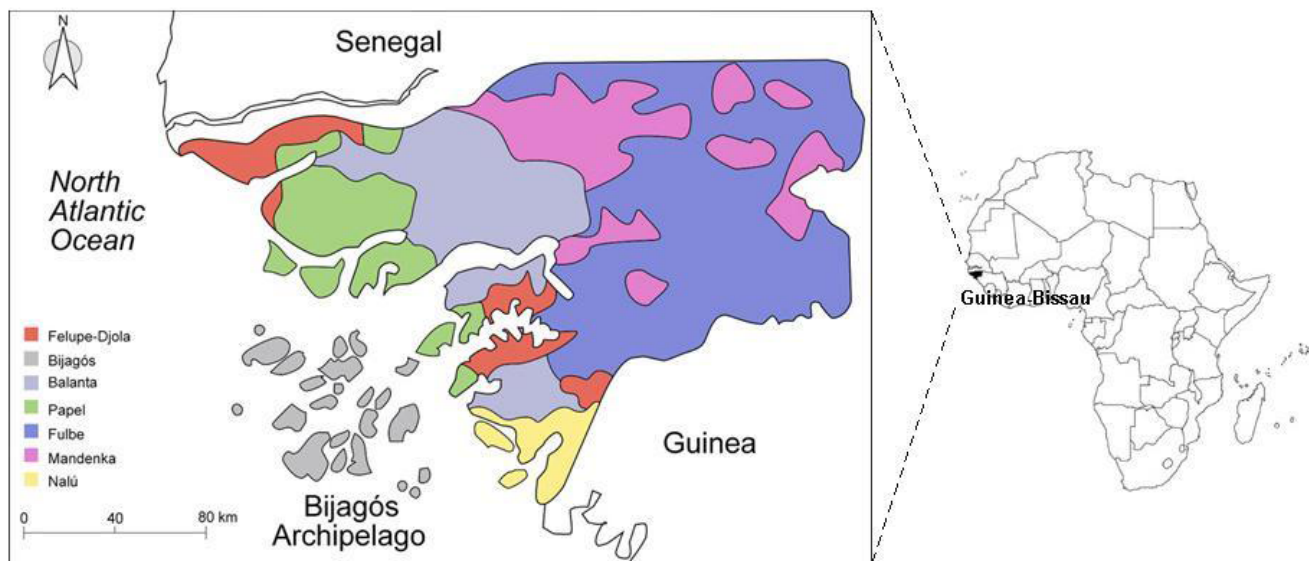 N
Senegal
North
Atlantic
Ocean
Felupe-Djola
Bijagós
Balanta
Papel
Fulbe
Mandenka
Nalú
0 40 80 km
Bijagós
Archipelago
Guinea
Guinea-Bissau